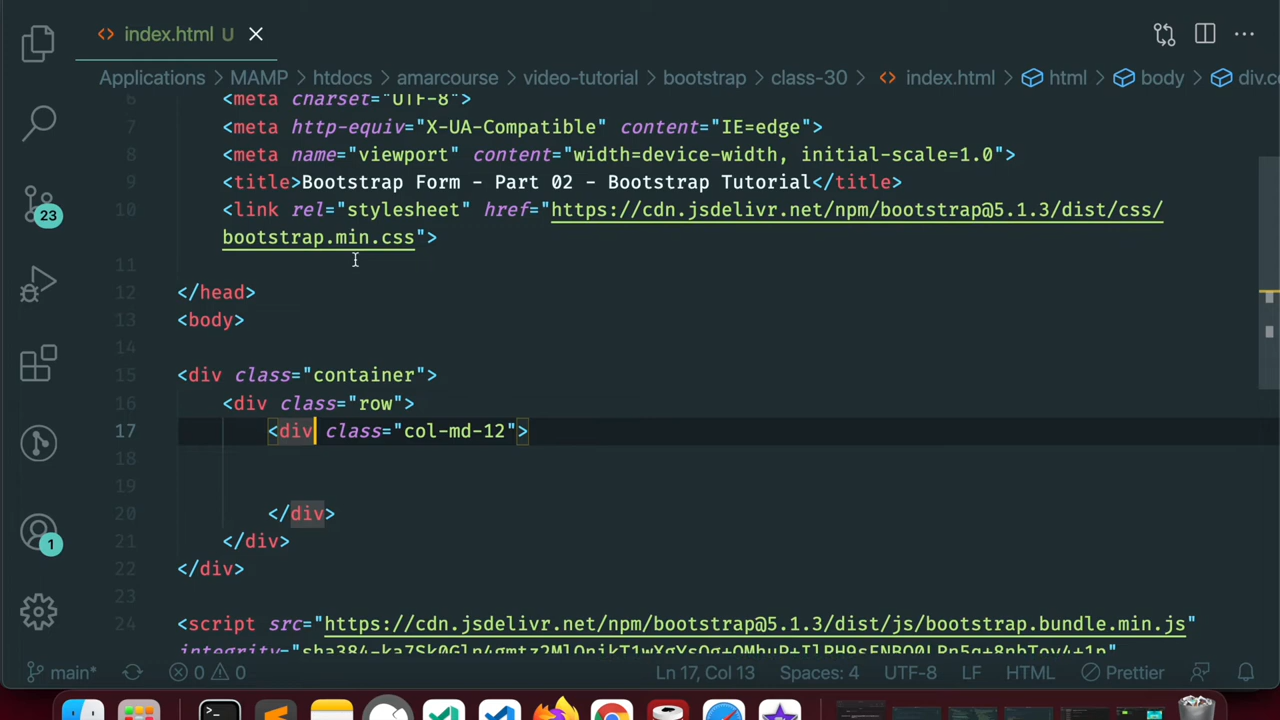 index.html U
Applications > MAMP > htdocs > amarcourse > video-tutorial > bootstrap > class-30 > index.html > html > body > div.c
6 <meta charset="UTF-8">
7 <meta http-equiv="X-UA-Compatible" content="IE=edge">
8 <meta name="viewport" content="width=device-width, initial-scale=1.0">
9 <title>Bootstrap Form - Part 02 - Bootstrap Tutorial</title>
10 <link rel="stylesheet" href="https://cdn.jsdelivr.net/npm/bootstrap@5.1.3/dist/css/
23
bootstrap.min.css">
11
12 </head>
13 <body>
14
15 <div class="container">
16 <div class="row">
17 <div class="col-md-12">
18
19
20 </div>
1
21 </div>
22 </div>
23
24 <script src="https://cdn.jsdelivr.net/npm/bootstrap@5.1.3/dist/js/bootstrap.bundle.min.js"
main* 0 0 Ln 17, Col 13 Spaces: 4 UTF-8 LF HTML Prettier